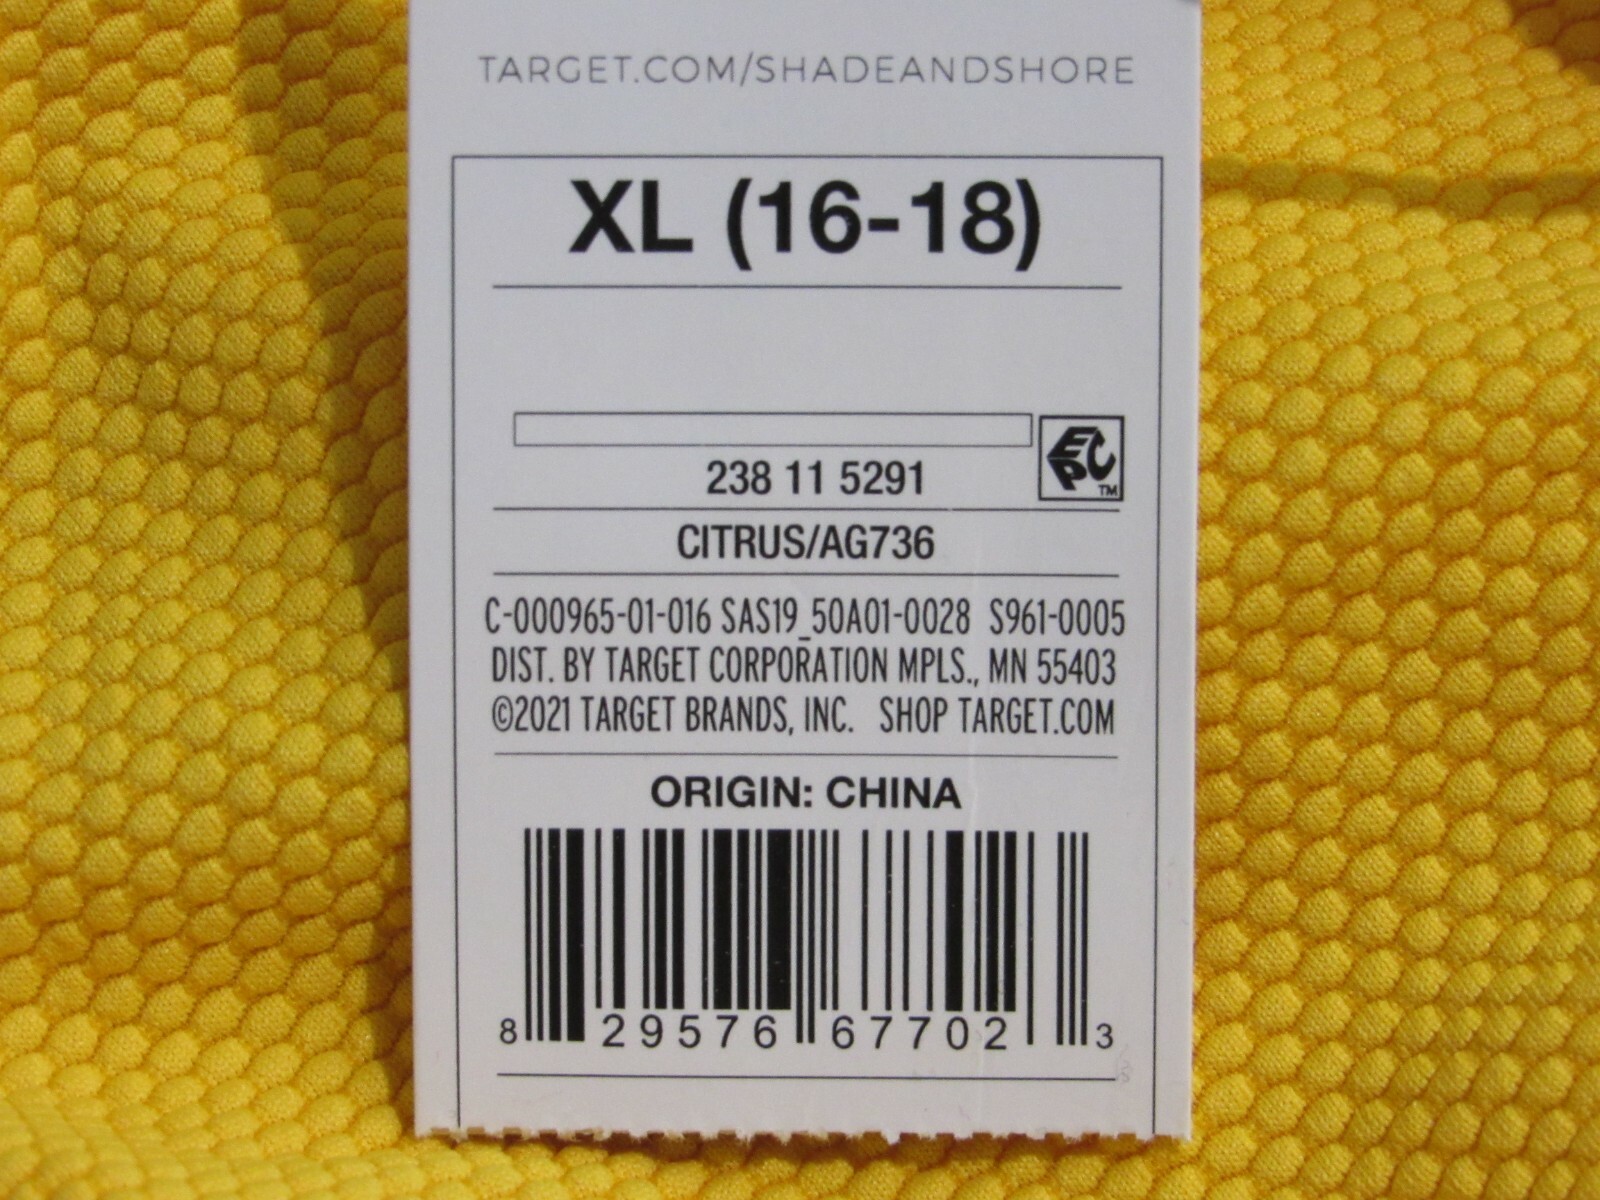 TARGET.COM/SHADEANDSHORE
XL (16-18)
EPC™
238 11 5291
CITRUS/AG736
C-000965-01-016 SAS19_50A01-0028 S961-0005
DIST. BY TARGET CORPORATION MPLS., MN 55403
©2021 TARGET BRANDS, INC. SHOP TARGET.COM
ORIGIN: CHINA
8 29576 67702 3